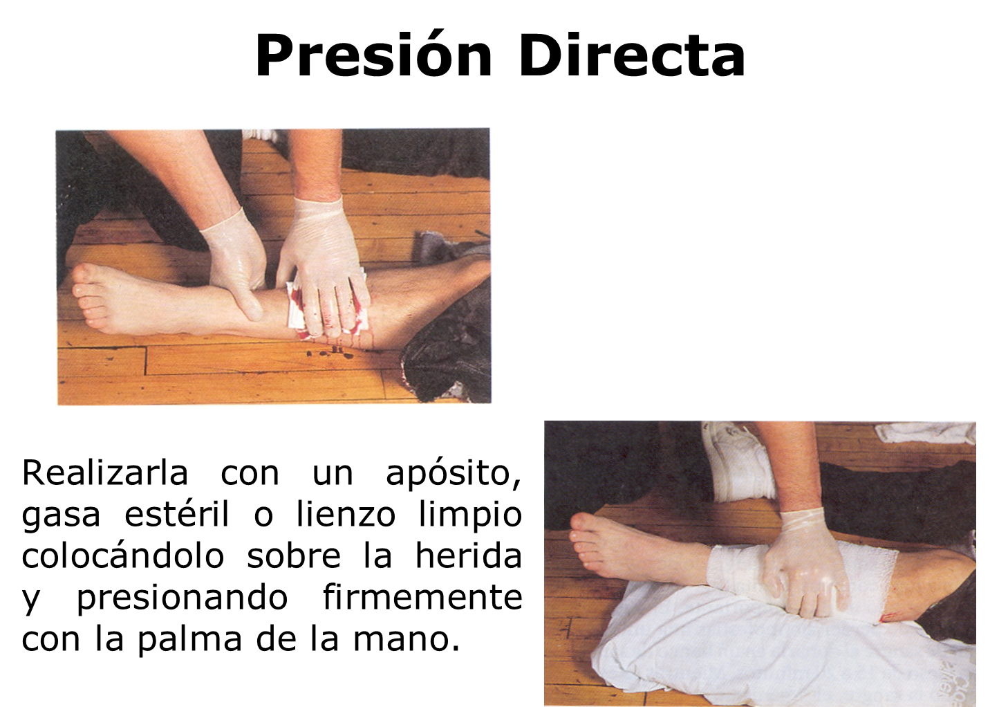 Presión Directa
Realizarla con un apósito,
gasa estéril o lienzo limpio
colocándolo sobre la herida
y presionando firmemente
con la palma de la mano.